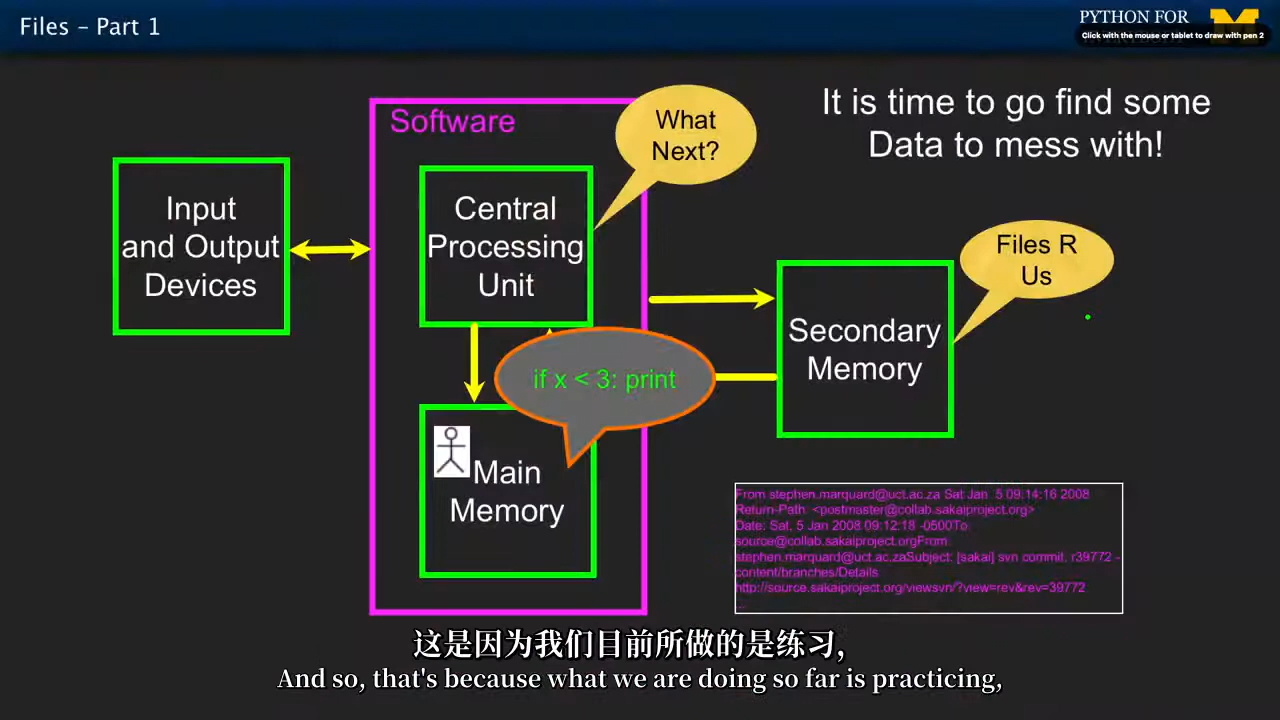 Files – Part 1
PYTHON FOR
Click with the mouse or tablet to draw with pen 2
It is time to go find some
Data to mess with!
Software
What
Next?
Input
and Output
Devices
Central
Processing
Unit
Files R
Us
Secondary
Memory
if x < 3: print
Main
Memory
From stephen.marquard@uct.ac.za Sat Jan  5 09:14:16 2008
Return-Path: <postmaster@collab.sakaiproject.org>
Date: Sat, 5 Jan 2008 09:12:18 -0500To:
source@collab.sakaiproject.orgFrom:
stephen.marquard@uct.ac.zaSubject: [sakai] svn commit: r39772 -
content/branches/Details:
http://source.sakaiproject.org/viewsvn/?view=rev&rev=39772
...
这是因为我们目前所做的是练习,
And so, that's because what we are doing so far is practicing,